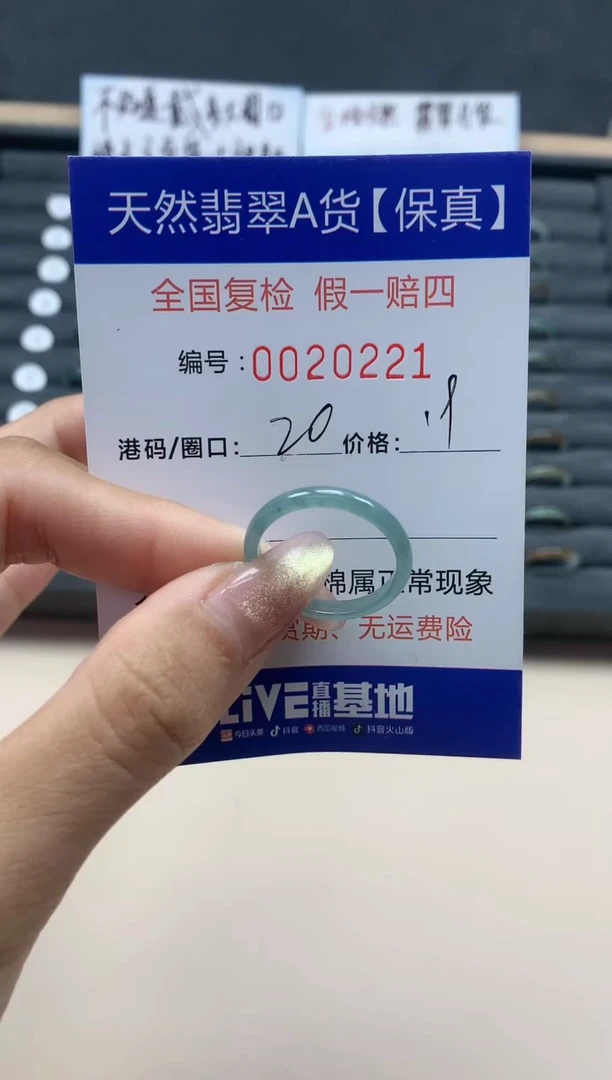 天然翡翠A货【保真】
全国复检 假一赔四
编号:0020221
港码/圈口: 20 价格:
棉属正常现象
货期、无运费险
LiVE直播基地
今日头条 抖音 西瓜视频 抖音火山版